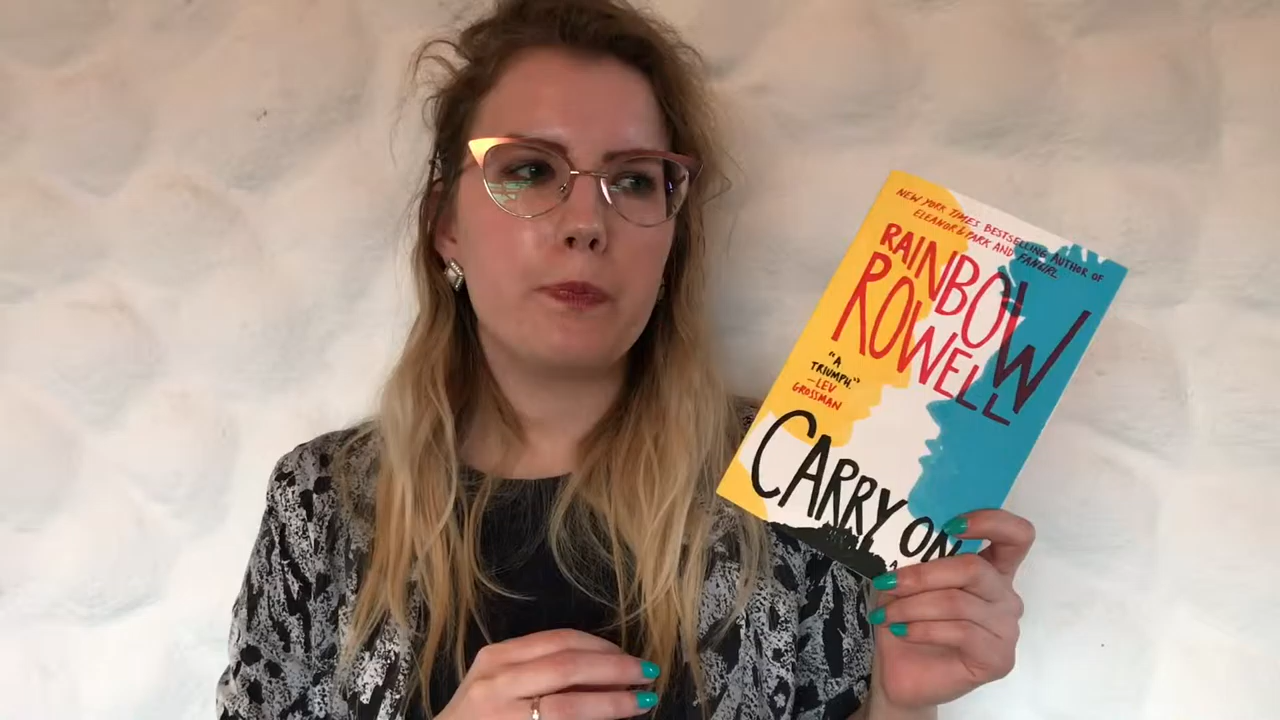 NEW YORK TIMES BESTSELLING AUTHOR OF
ELEANOR & PARK AND FANGIRL
RAINBOW
ROWELL
"A
TRIUMPH."
—LEV
GROSSMAN
CARRY ON